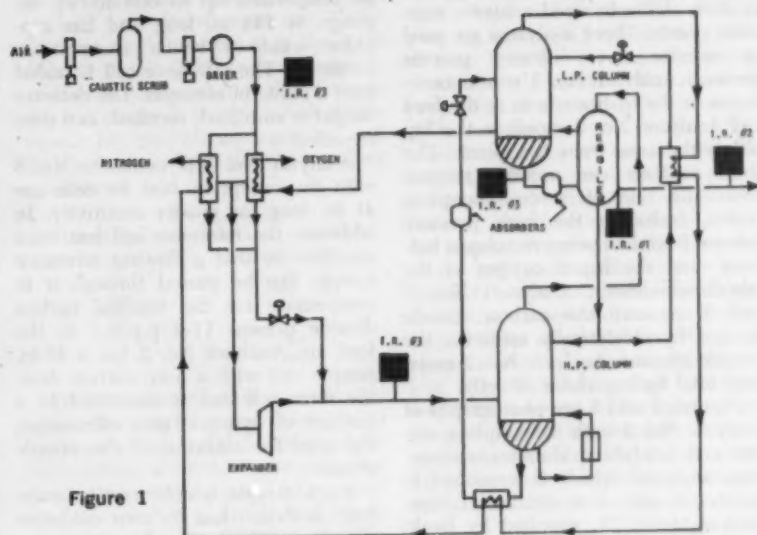 L.P. COLUMN
AIR
CAUSTIC SCRUB
DRIER
I.R. #3
REBOILER
I.R. #2
NITROGEN
OXYGEN
I.R. #3
ABSORBERS
I.R. #1
I.R. #3
H.P. COLUMN
EXPANDER
Figure 1